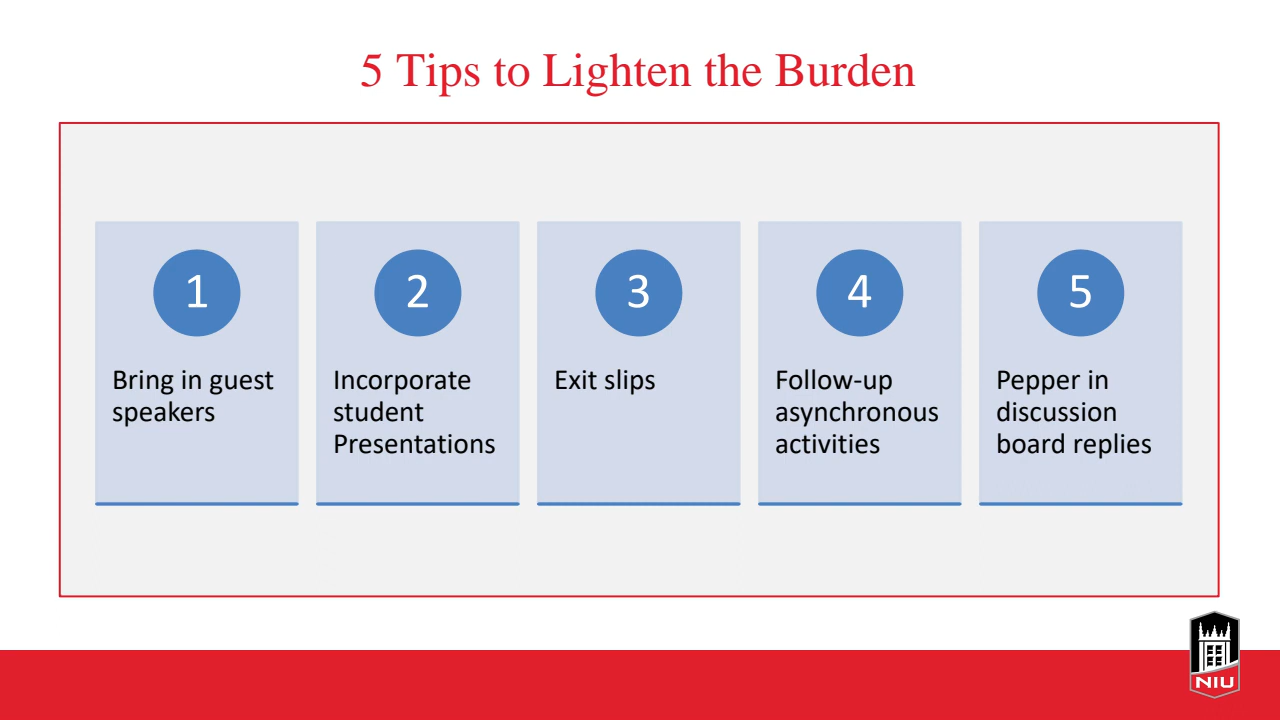 5 Tips to Lighten the Burden
1
Bring in guest
speakers
2
Incorporate
student
Presentations
3
Exit slips
4
Follow-up
asynchronous
activities
5
Pepper in
discussion
board replies
NIU